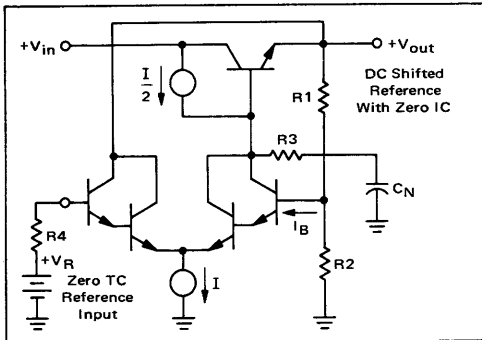 +Vin
+Vout
I
2
DC Shifted
Reference
With Zero IC
R1
R3
CN
IB
R4
+VR
Zero TC
Reference
Input
I
R2